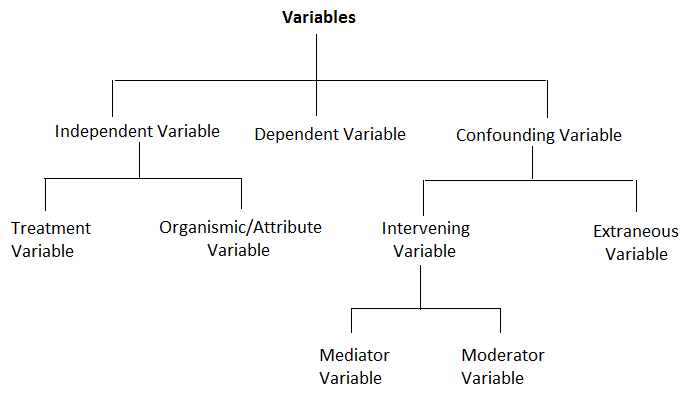 Variables
Independent Variable
Dependent Variable
Confounding Variable
Treatment
Variable
Organismic/Attribute
Variable
Intervening
Variable
Extraneous
Variable
Mediator
Variable
Moderator
Variable